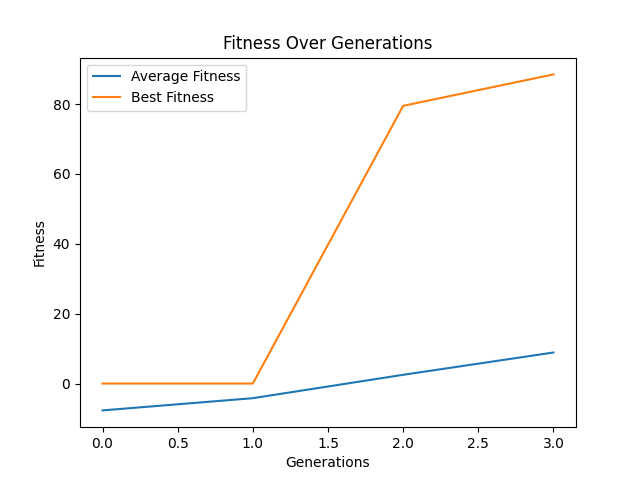 Fitness Over Generations
Average Fitness
Best Fitness
Fitness
80
60
40
20
0
0.0 0.5 1.0 1.5 2.0 2.5 3.0
Generations